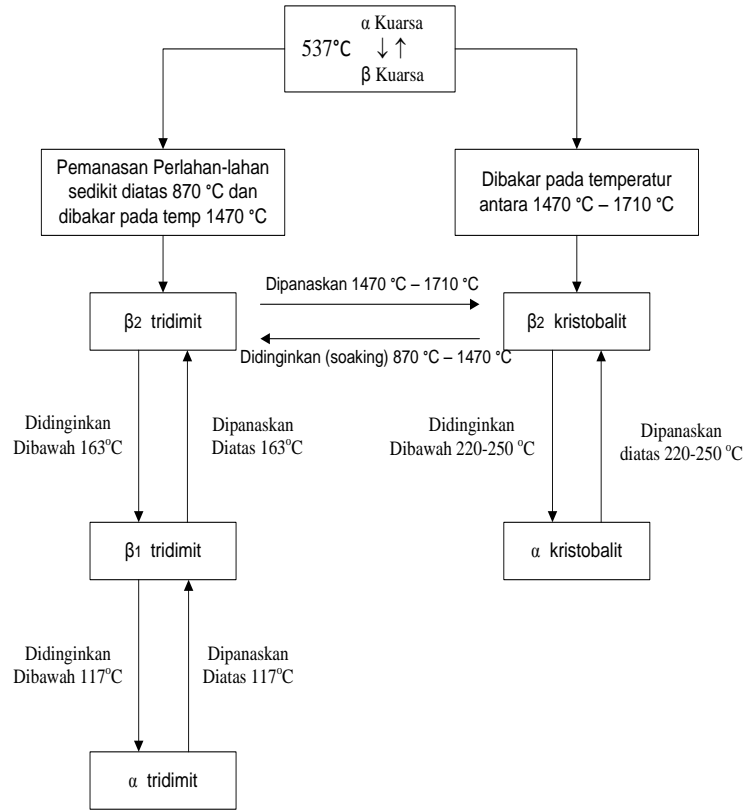 α Kuarsa
537°C ↓↑
β Kuarsa
Pemanasan Perlahan-lahan
sedikit diatas 870 °C dan
dibakar pada temp 1470 °C
Dibakar pada temperatur
antara 1470 °C – 1710 °C
Dipanaskan 1470 °C – 1710 °C
β2 tridimit
β2 kristobalit
Didinginkan (soaking) 870 °C – 1470 °C
Didinginkan
Dibawah 163°C
Dipanaskan
Diatas 163°C
Didinginkan
Dibawah 220-250 °C
Dipanaskan
diatas 220-250 °C
β1 tridimit
α kristobalit
Didinginkan
Dibawah 117°C
Dipanaskan
Diatas 117°C
α tridimit